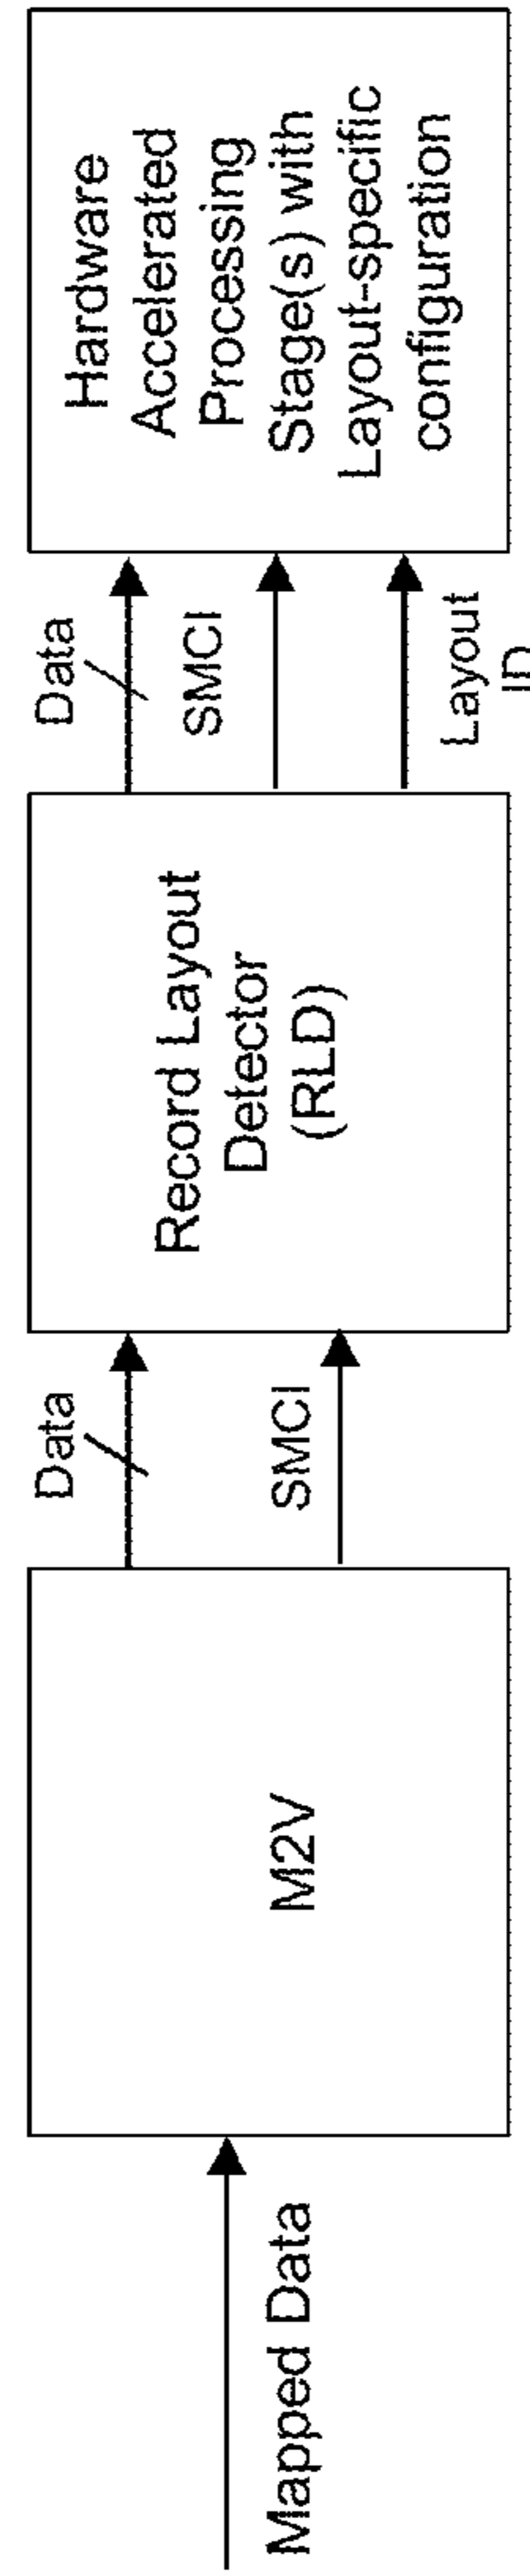 Mapped Data
M2V
Data
SMCI
Record Layout
Detector
(RLD)
Data
SMCI
Layout
ID
Hardware
Accelerated
Processing
Stage(s) with
Layout-specific
configuration